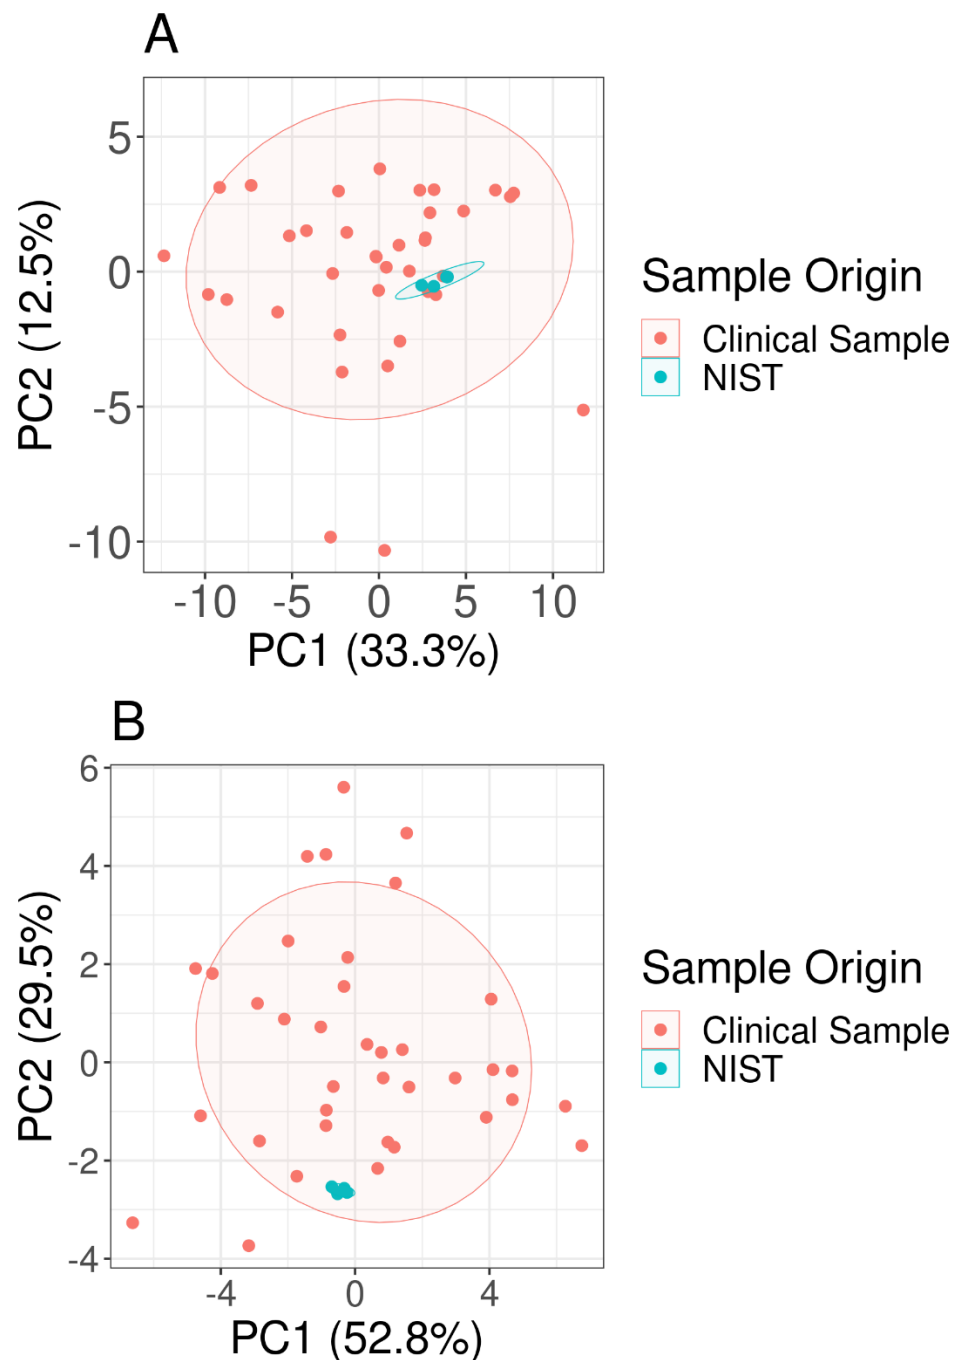 A
5
0
-5
-10
PC2 (12.5%)
-10 -5 0 5 10
PC1 (33.3%)
Sample Origin
Clinical Sample
NIST
B
6
4
2
0
-2
-4
PC2 (29.5%)
-4 0 4
PC1 (52.8%)
Sample Origin
Clinical Sample
NIST